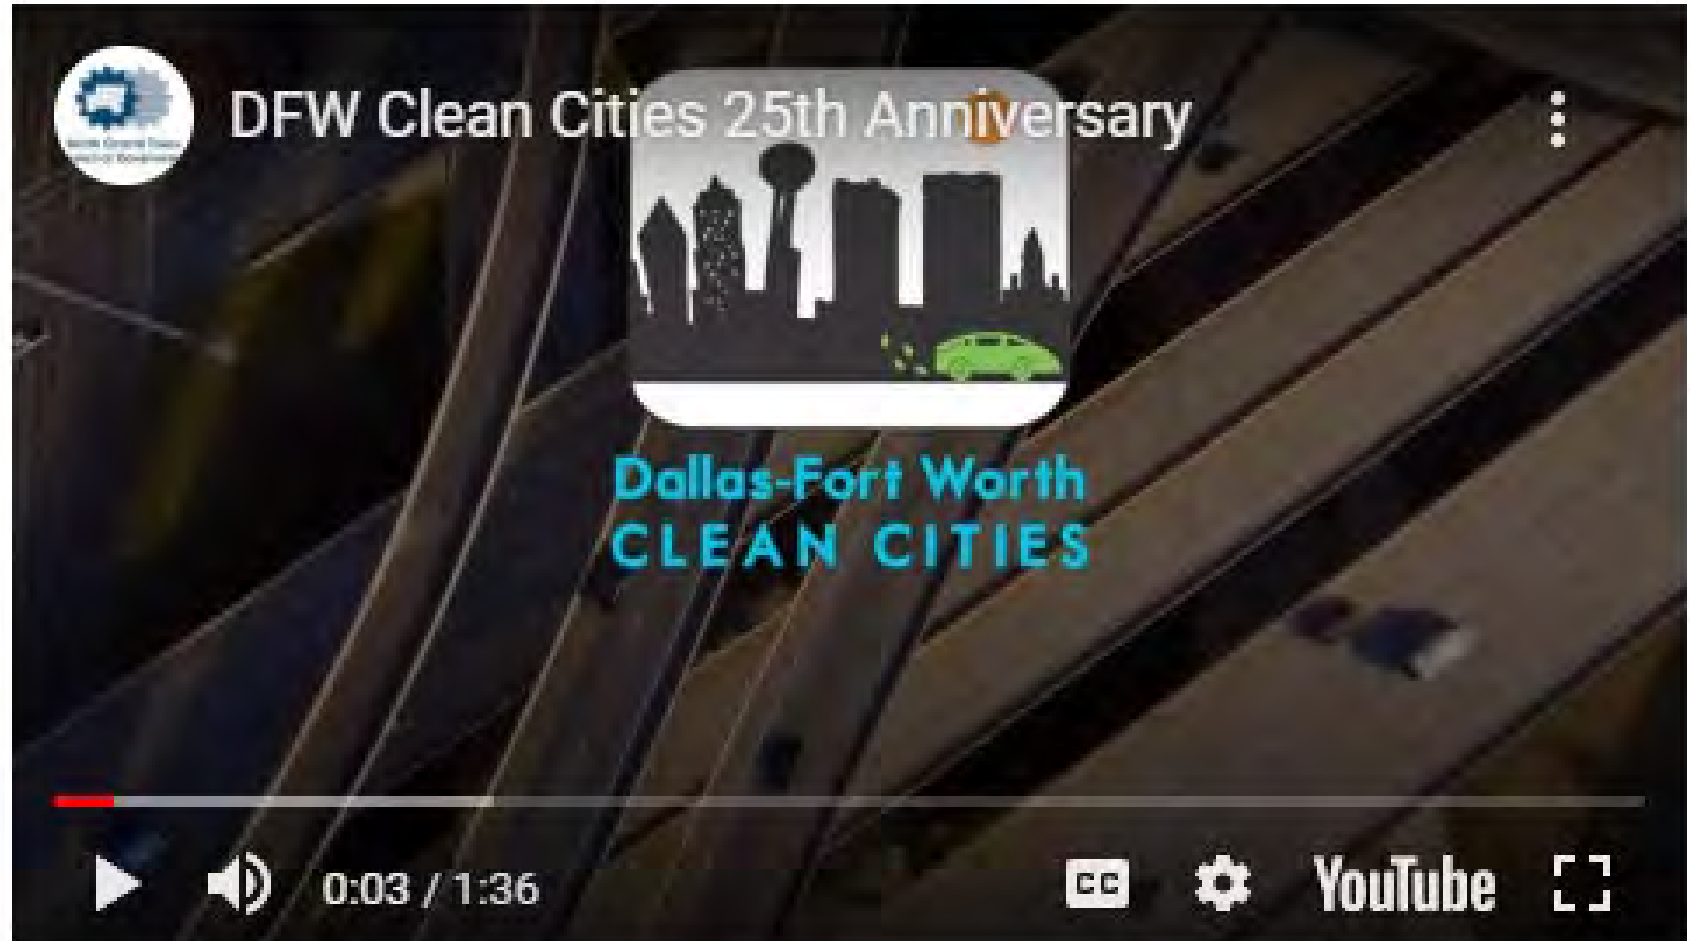 DFW Clean Cities 25th Anniversary
Dallas-Fort Worth
CLEAN CITIES
0:03 / 1:36
CC
YouTube